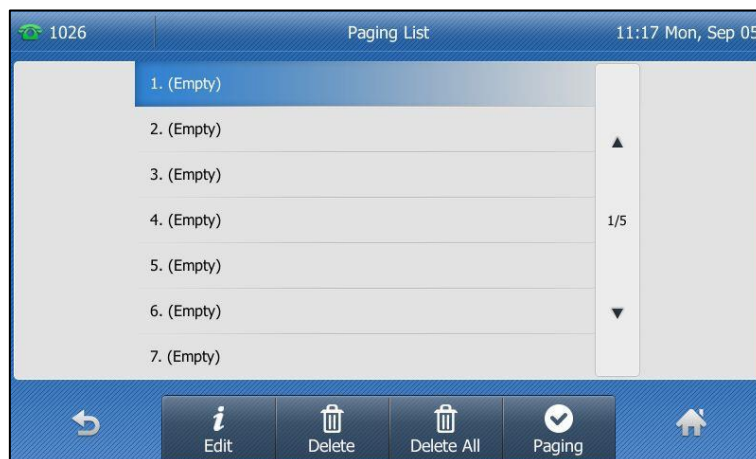 1026 Paging List 11:17 Mon, Sep 05
1. (Empty)
2. (Empty)
3. (Empty)
4. (Empty)
1/5
5. (Empty)
6. (Empty)
7. (Empty)
Edit Delete Delete All Paging